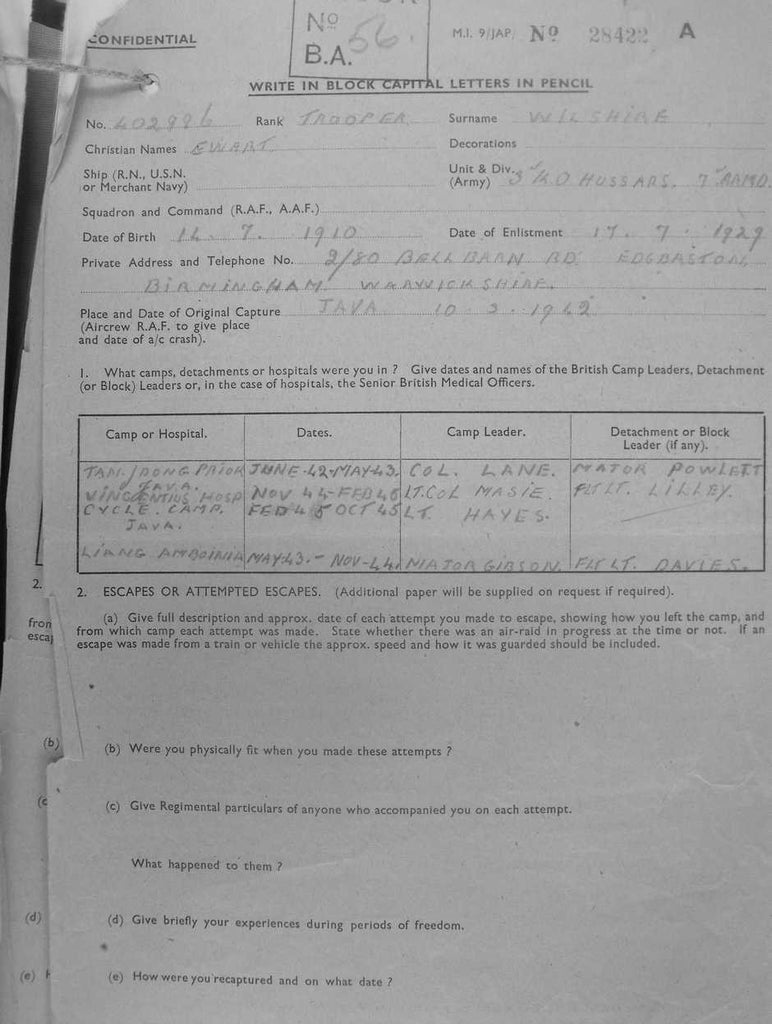 CONFIDENTIAL
Nº
B.A. 56.
M.I. 9/JAP. Nº 28422 A
WRITE IN BLOCK CAPITAL LETTERS IN PENCIL
No. Rank TROOPER Surname WILSHIRE
Christian Names EWART Decorations
Ship (R.N., U.S.N. or Merchant Navy) Unit & Div. (Army) 3 K.O HUSSARS. 7 ARMD.
Squadron and Command (R.A.F., A.A.F.)
Date of Birth 14 7. 1910 Date of Enlistment 17. 7. 1929
Private Address and Telephone No. 2/80 BELL BARN RD. EDGBASTON,
BIRMINGHAM. WARWICKSHIRE.
Place and Date of Original Capture JAVA 10 3. 1942
(Aircrew R.A.F. to give place
and date of a/c crash).
1. What camps, detachments or hospitals were you in ? Give dates and names of the British Camp Leaders, Detachment
(or Block) Leaders or, in the case of hospitals, the Senior British Medical Officers.
Camp or Hospital. Dates. Camp Leader. Detachment or Block Leader (if any).
TANJDONG PRIOK JUNE-42-MAY-43. COL. LANE. MAJOR POWLETT
JAVA.
VINCENTIUS HOSP NOV 44-FEB 45 LT. COL MASIE. FLT LT. LILLEY.
CYCLE. CAMP. FEB 45 OCT 45 LT. HAYES.
JAVA.
LIANG AMBOINIA MAY-43.- NOV-44. MAJOR GIBSON. FLT LT. DAVIES.
2. 2. ESCAPES OR ATTEMPTED ESCAPES. (Additional paper will be supplied on request if required).
(a) Give full description and approx. date of each attempt you made to escape, showing how you left the camp, and
from which camp each attempt was made. State whether there was an air-raid in progress at the time or not. If an
escape was made from a train or vehicle the approx. speed and how it was guarded should be included.
fron
escap
(b) (b) Were you physically fit when you made these attempts ?
(c (c) Give Regimental particulars of anyone who accompanied you on each attempt.
What happened to them ?
(d) (d) Give briefly your experiences during periods of freedom.
(e) H (e) How were you recaptured and on what date ?